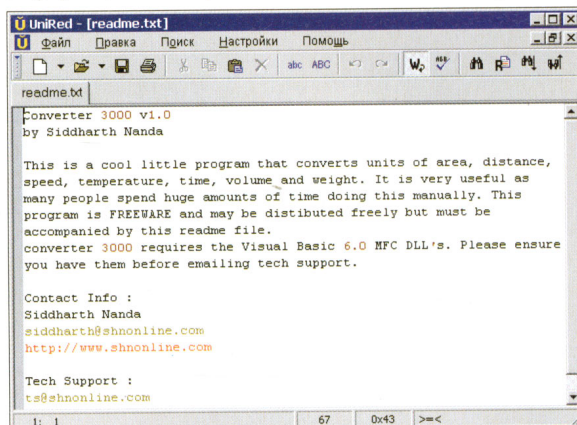 UniRed - [readme.txt]
Файл Правка Поиск Настройки Помощь
abc ABC W ABC R
readme.txt
Converter 3000 v1.0
by Siddharth Nanda
This is a cool little program that converts units of area, distance,
speed, temperature, time, volume and weight. It is very useful as
many people spend huge amounts of time doing this manually. This
program is FREEWARE and may be distibuted freely but must be
accompanied by this readme file.
converter 3000 requires the Visual Basic 6.0 MFC DLL's. Please ensure
you have them before emailing tech support.
Contact Info :
Siddharth Nanda
siddharth@shnonline.com
http://www.shnonline.com
Tech Support :
ts@shnonline.com
1: 1 67 0x43 >=<